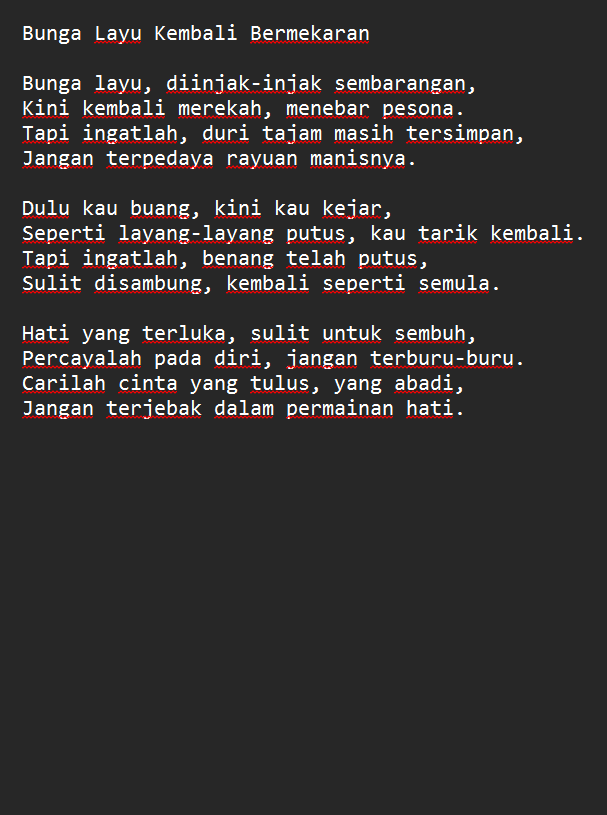 Bunga Layu Kembali Bermekaran
Bunga layu, diinjak-injak sembarangan,
Kini kembali merekah, menebar pesona.
Tapi ingatlah, duri tajam masih tersimpan,
Jangan terpedaya rayuan manisnya.
Dulu kau buang, kini kau kejar,
Seperti layang-layang putus, kau tarik kembali.
Tapi ingatlah, benang telah putus,
Sulit disambung, kembali seperti semula.
Hati yang terluka, sulit untuk sembuh,
Percayalah pada diri, jangan terburu-buru.
Carilah cinta yang tulus, yang abadi,
Jangan terjebak dalam permainan hati.